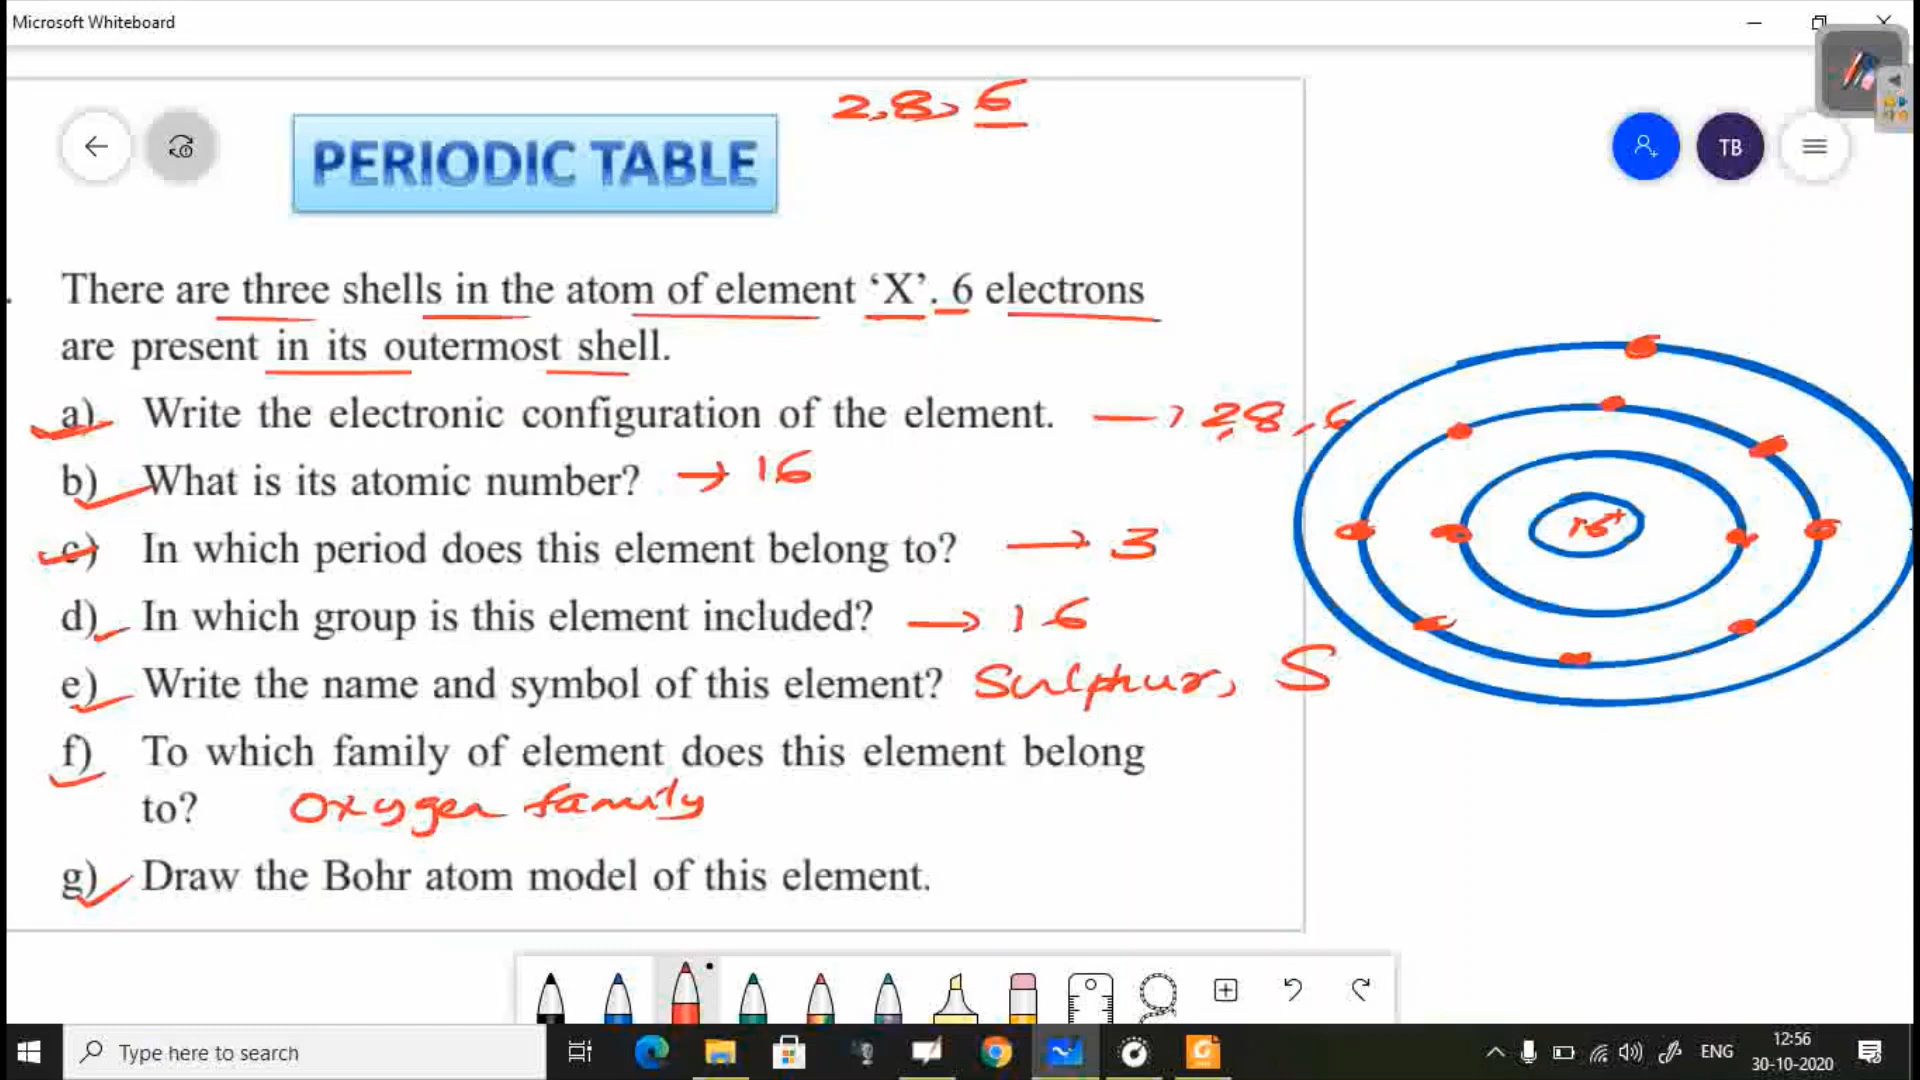 Microsoft Whiteboard
2,8,6
PERIODIC TABLE
TB
There are three shells in the atom of element ‘X’. 6 electrons
are present in its outermost shell.
a) Write the electronic configuration of the element. → 2,8,6
b) What is its atomic number? → 16
c) In which period does this element belong to? → 3
d) In which group is this element included? → 16
e) Write the name and symbol of this element? Sulphur, S
f) To which family of element does this element belong
to? Oxygen family
g) Draw the Bohr atom model of this element.
16+
Type here to search
ENG
12:56
30-10-2020